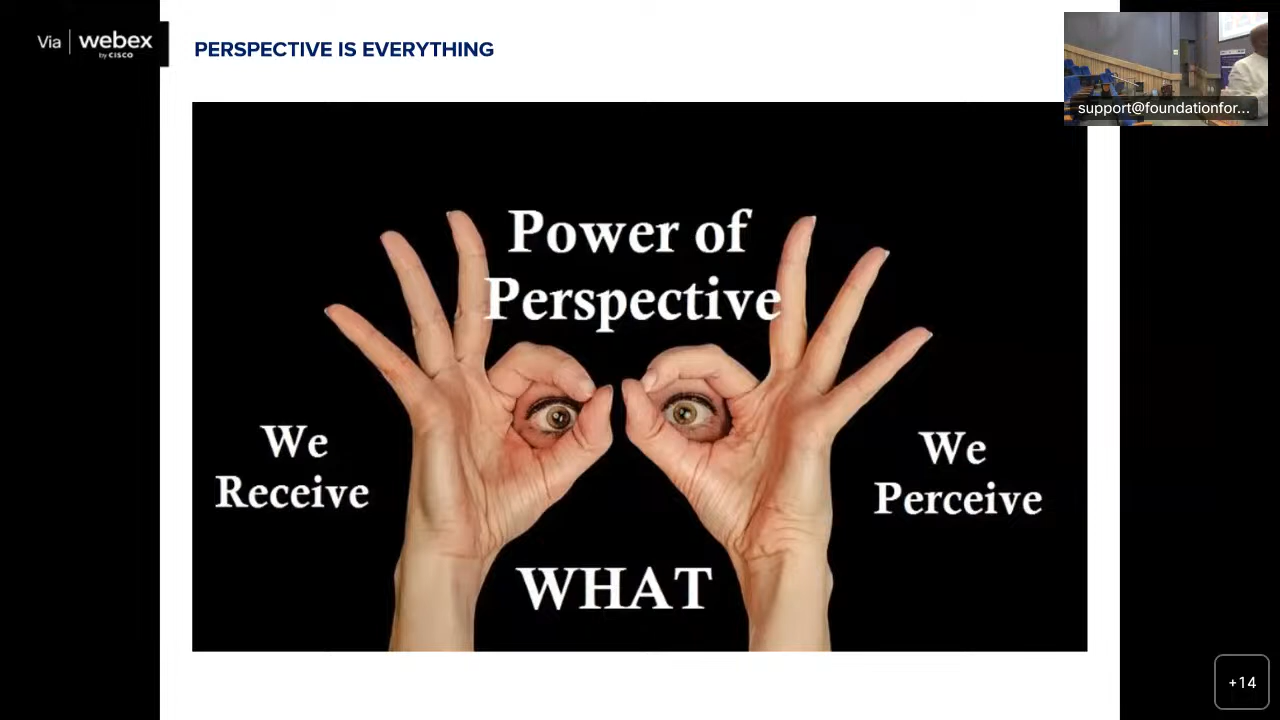 Via webex
by CISCO
PERSPECTIVE IS EVERYTHING
support@foundationfor...
Power of
Perspective
We
Receive
We
Perceive
WHAT
+14